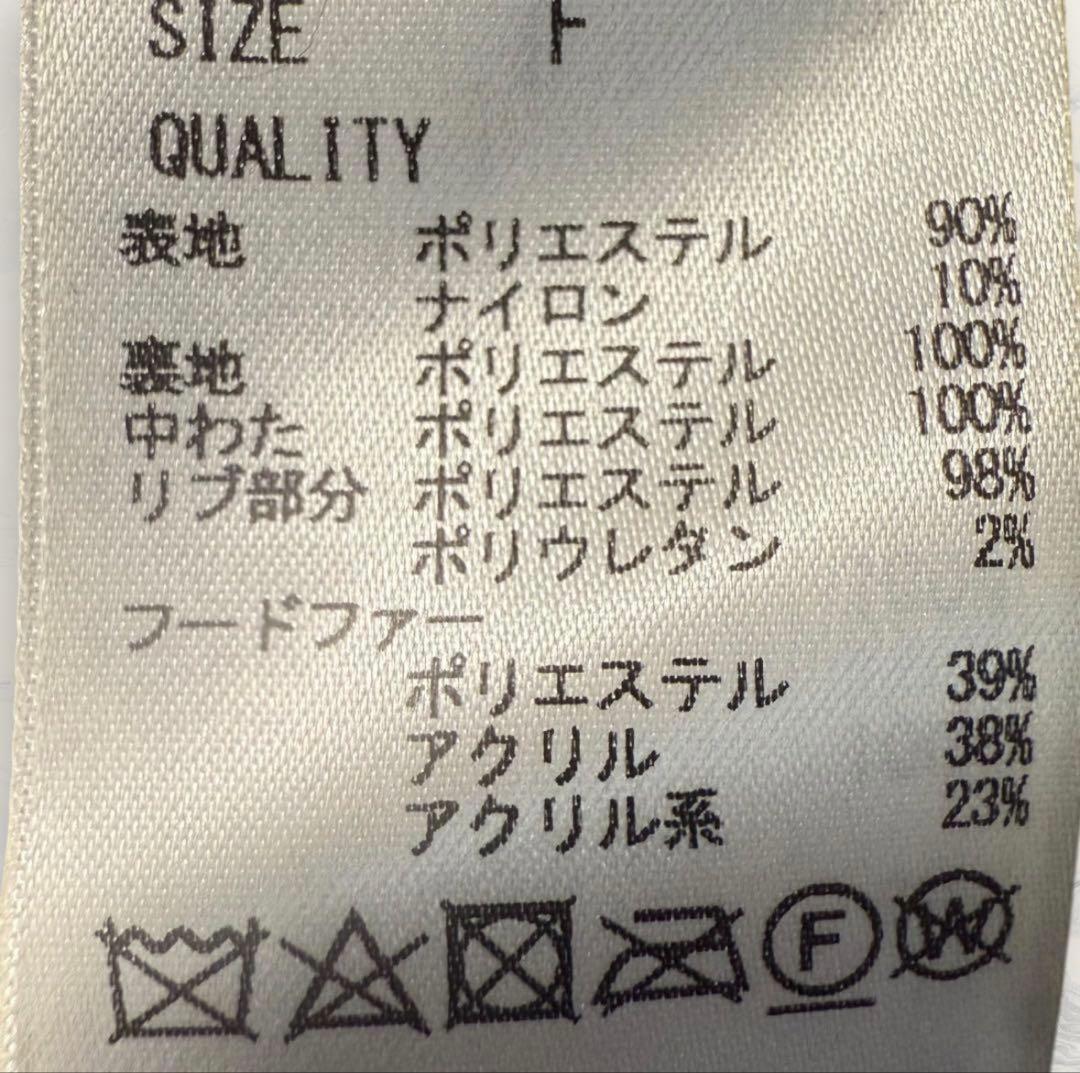 SIZE F
QUALITY
表地 ポリエステル 90%
ナイロン 10%
裏地 ポリエステル 100%
中わた ポリエステル 100%
リブ部分 ポリエステル 98%
ポリウレタン 2%
フードファー
ポリエステル 39%
アクリル 38%
アクリル系 23%
F W